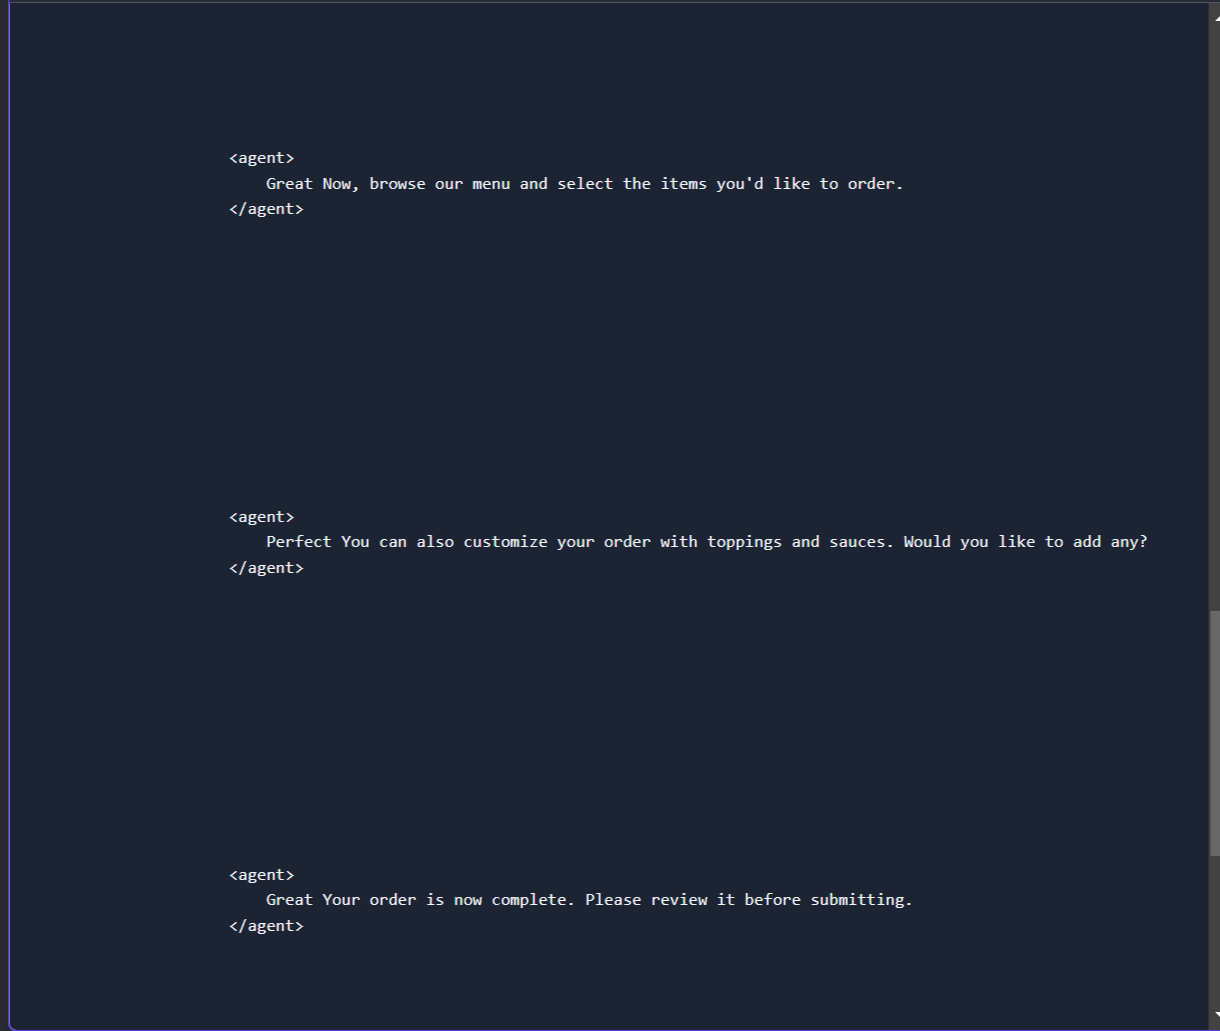 <agent>
Great Now, browse our menu and select the items you'd like to order.
</agent>
<agent>
Perfect You can also customize your order with toppings and sauces. Would you like to add any?
</agent>
<agent>
Great Your order is now complete. Please review it before submitting.
</agent>